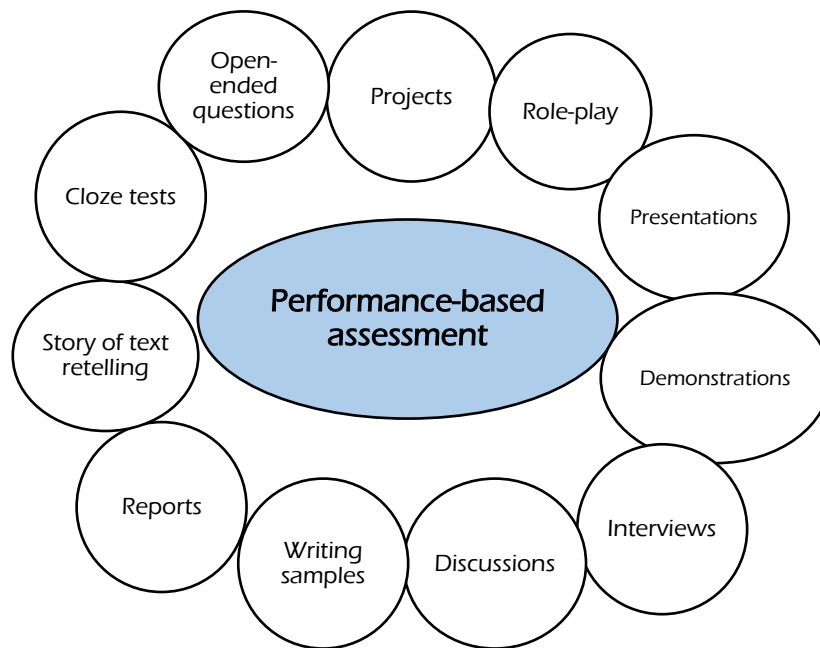 Open-
ended
questions
Projects
Role-play
Cloze tests
Presentations
Performance-based
assessment
Story of text
retelling
Demonstrations
Reports
Interviews
Writing
samples
Discussions